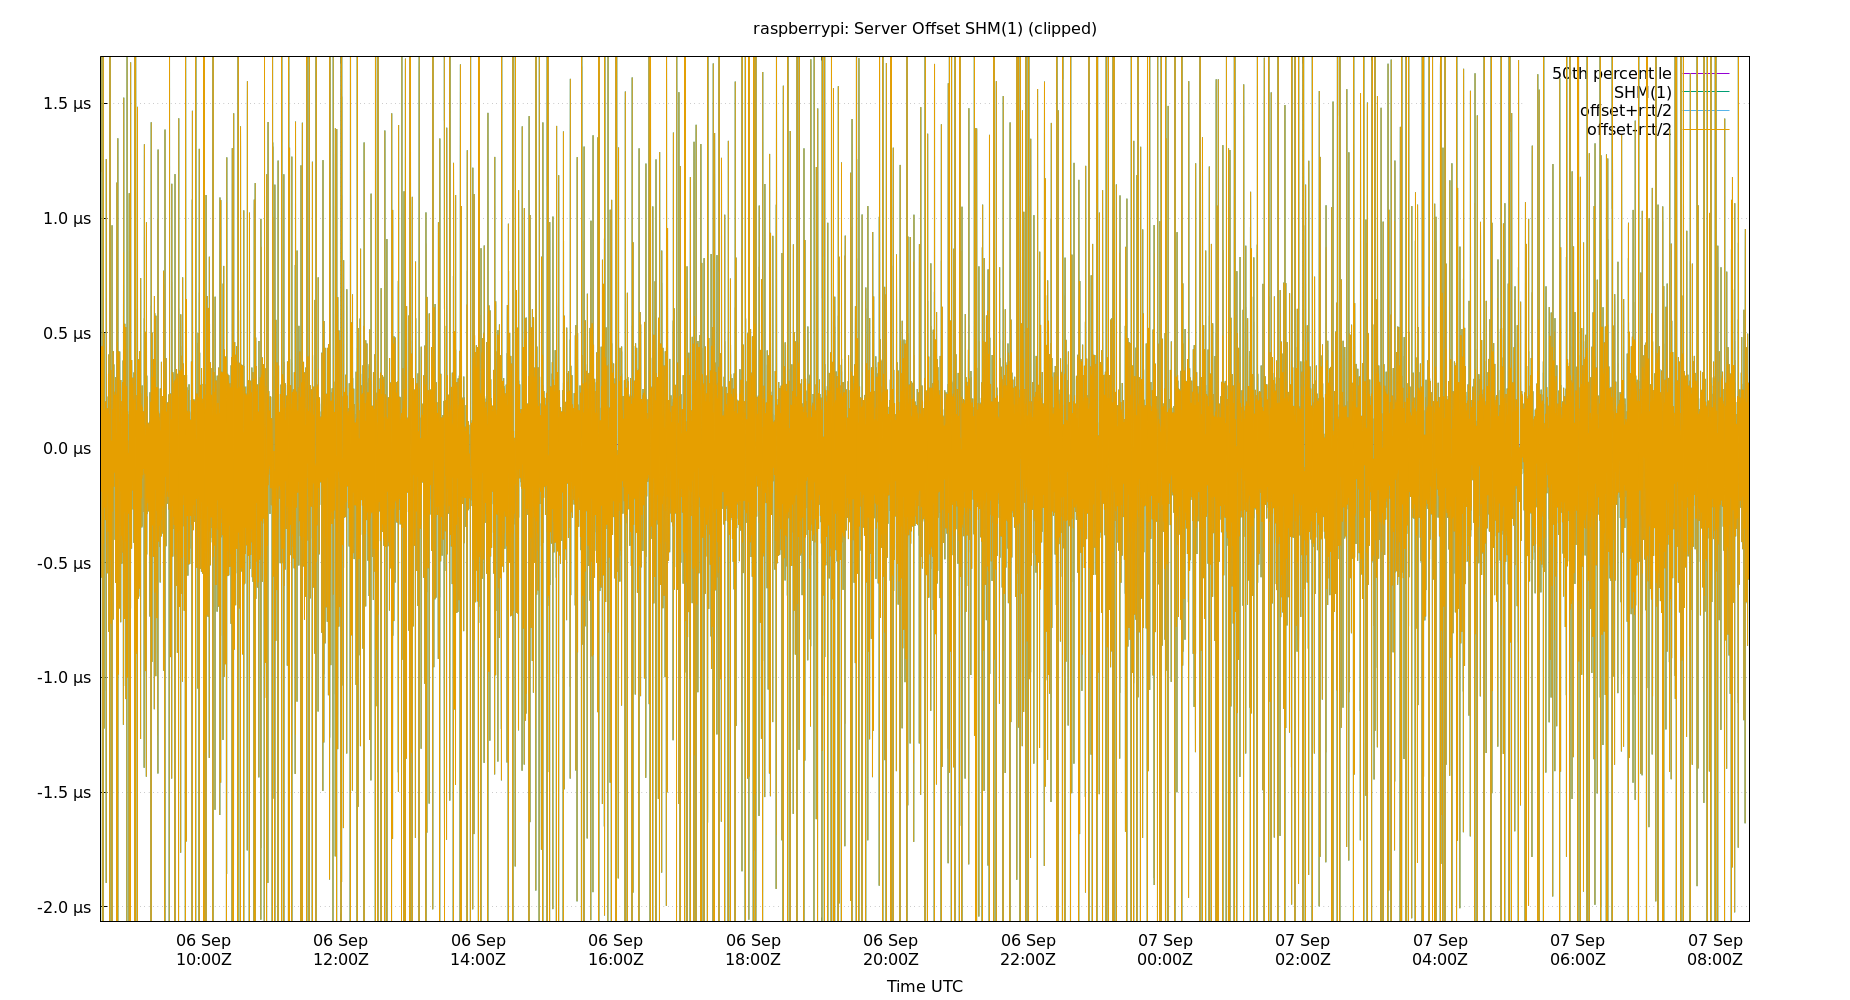 raspberrypi: Server Offset SHM(1) (clipped)
50th percentile
SHM(1)
offset+rtt/2
offset-rtt/2
1.5 µs
1.0 µs
0.5 µs
0.0 µs
-0.5 µs
-1.0 µs
-1.5 µs
-2.0 µs
06 Sep 06 Sep 06 Sep 06 Sep 06 Sep 06 Sep 06 Sep 07 Sep 07 Sep 07 Sep 07 Sep 07 Sep
10:00Z 12:00Z 14:00Z 16:00Z 18:00Z 20:00Z 22:00Z 00:00Z 02:00Z 04:00Z 06:00Z 08:00Z
Time UTC